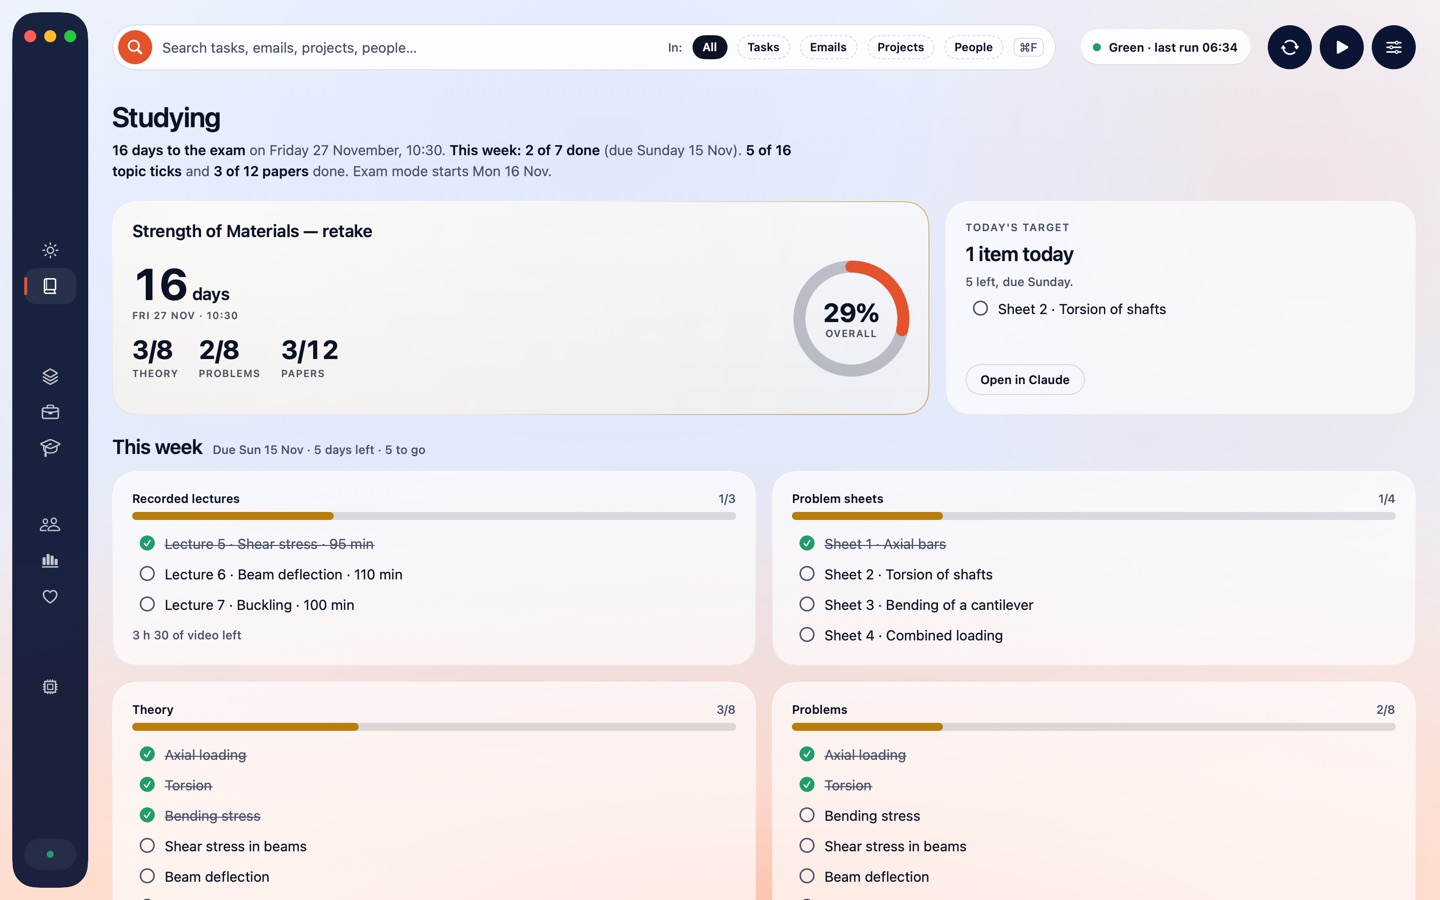 Search tasks, emails, projects, people...
In: All Tasks Emails Projects People ⌘F
Green · last run 06:34
Studying
16 days to the exam on Friday 27 November, 10:30. This week: 2 of 7 done (due Sunday 15 Nov). 5 of 16
topic ticks and 3 of 12 papers done. Exam mode starts Mon 16 Nov.
Strength of Materials — retake
16 days
FRI 27 NOV · 10:30
3/8 2/8 3/12
THEORY PROBLEMS PAPERS
29%
OVERALL
TODAY'S TARGET
1 item today
5 left, due Sunday.
Sheet 2 · Torsion of shafts
Open in Claude
This week Due Sun 15 Nov · 5 days left · 5 to go
Recorded lectures 1/3
Lecture 5 · Shear stress · 95 min
Lecture 6 · Beam deflection · 110 min
Lecture 7 · Buckling · 100 min
3 h 30 of video left
Problem sheets 1/4
Sheet 1 · Axial bars
Sheet 2 · Torsion of shafts
Sheet 3 · Bending of a cantilever
Sheet 4 · Combined loading
Theory 3/8
Axial loading
Torsion
Bending stress
Shear stress in beams
Beam deflection
Problems 2/8
Axial loading
Torsion
Bending stress
Shear stress in beams
Beam deflection